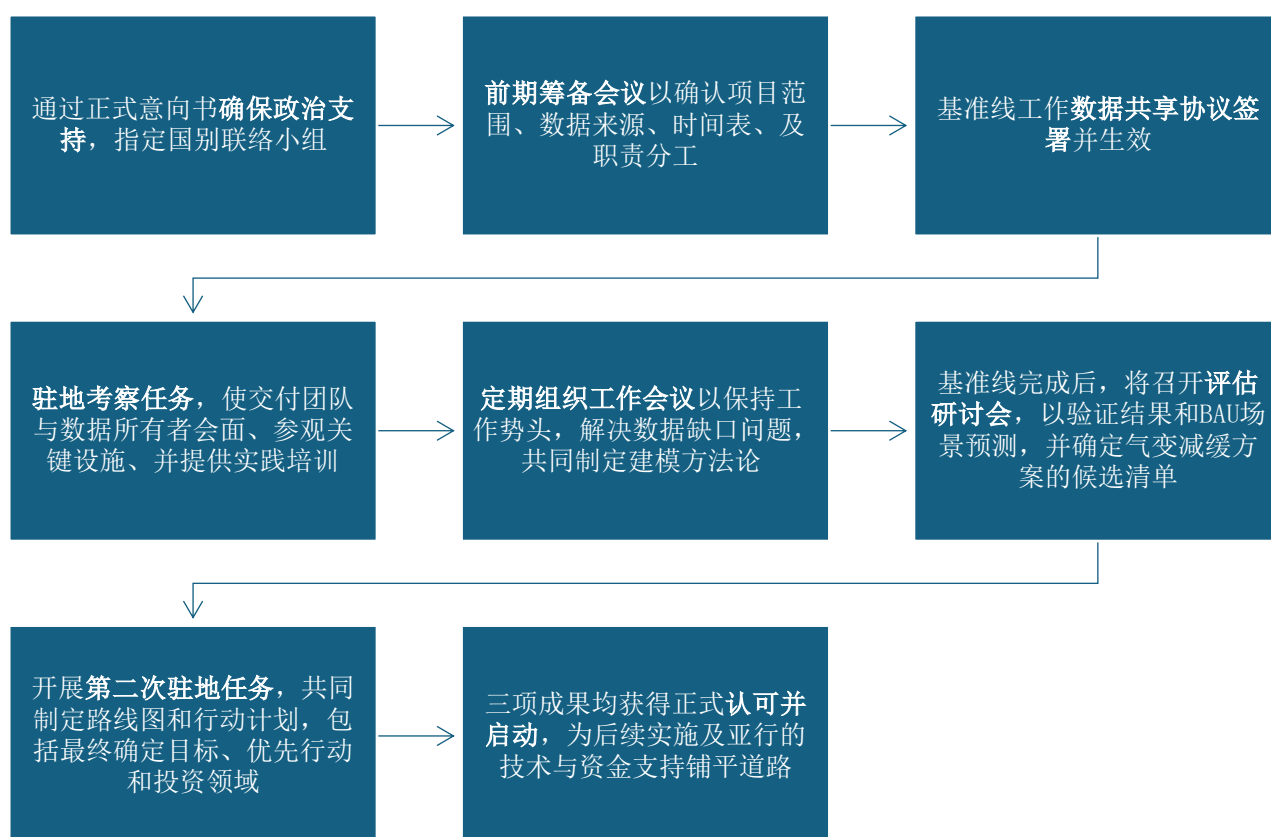 通过正式意向书确保政治支
持，指定国别联络小组
前期筹备会议以确认项目范
围、数据来源、时间表、及
职责分工
基准线工作数据共享协议签
署并生效
驻地考察任务，使交付团队
与数据所有者会面、参观关
键设施、并提供实践培训
定期组织工作会议以保持工
作势头，解决数据缺口问题，
共同制定建模方法论
基准线完成后，将召开评估
研讨会，以验证结果和BAU场
景预测，并确定气变减缓方
案的候选清单
开展第二次驻地任务，共同
制定路线图和行动计划，包
括最终确定目标、优先行动
和投资领域
三项成果均获得正式认可并
启动，为后续实施及亚行的
技术与资金支持铺平道路